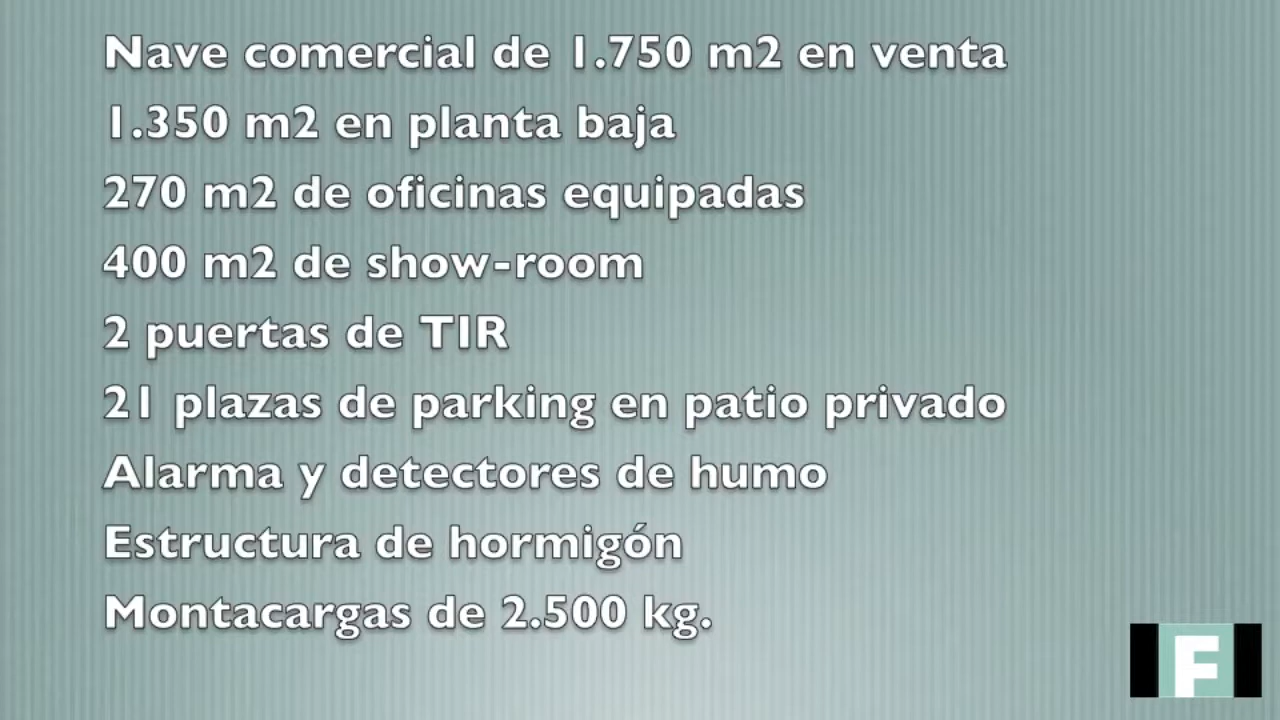 Nave comercial de 1.750 m2 en venta
1.350 m2 en planta baja
270 m2 de oficinas equipadas
400 m2 de show-room
2 puertas de TIR
21 plazas de parking en patio privado
Alarma y detectores de humo
Estructura de hormigón
Montacargas de 2.500 kg.
F